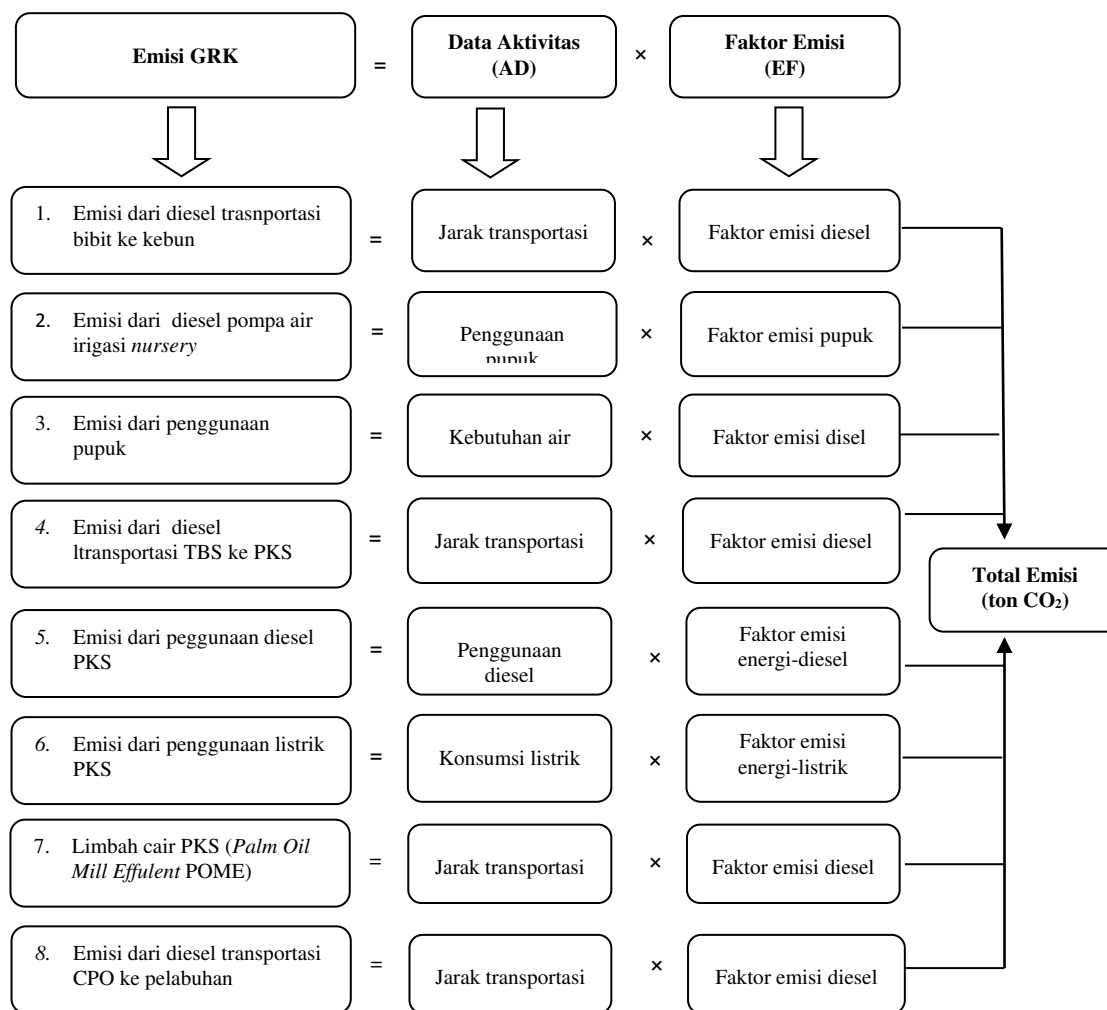 Emisi GRK
=
Data Aktivitas
(AD)
×
Faktor Emisi
(EF)
1. Emisi dari diesel trasnportasi
bibit ke kebun
=
Jarak transportasi
×
Faktor emisi diesel
2. Emisi dari diesel pompa air
irigasi nursery
=
Penggunaan
pupuk
×
Faktor emisi pupuk
3. Emisi dari penggunaan
pupuk
=
Kebutuhan air
×
Faktor emisi disel
4. Emisi dari diesel
ltransportasi TBS ke PKS
=
Jarak transportasi
×
Faktor emisi diesel
Total Emisi
(ton CO₂)
5. Emisi dari peggunaan diesel
PKS
=
Penggunaan
diesel
×
Faktor emisi
energi-diesel
6. Emisi dari penggunaan listrik
PKS
=
Konsumsi listrik
×
Faktor emisi
energi-listrik
7. Limbah cair PKS (Palm Oil
Mill Effulent POME)
=
Jarak transportasi
×
Faktor emisi diesel
8. Emisi dari diesel transportasi
CPO ke pelabuhan
=
Jarak transportasi
×
Faktor emisi diesel